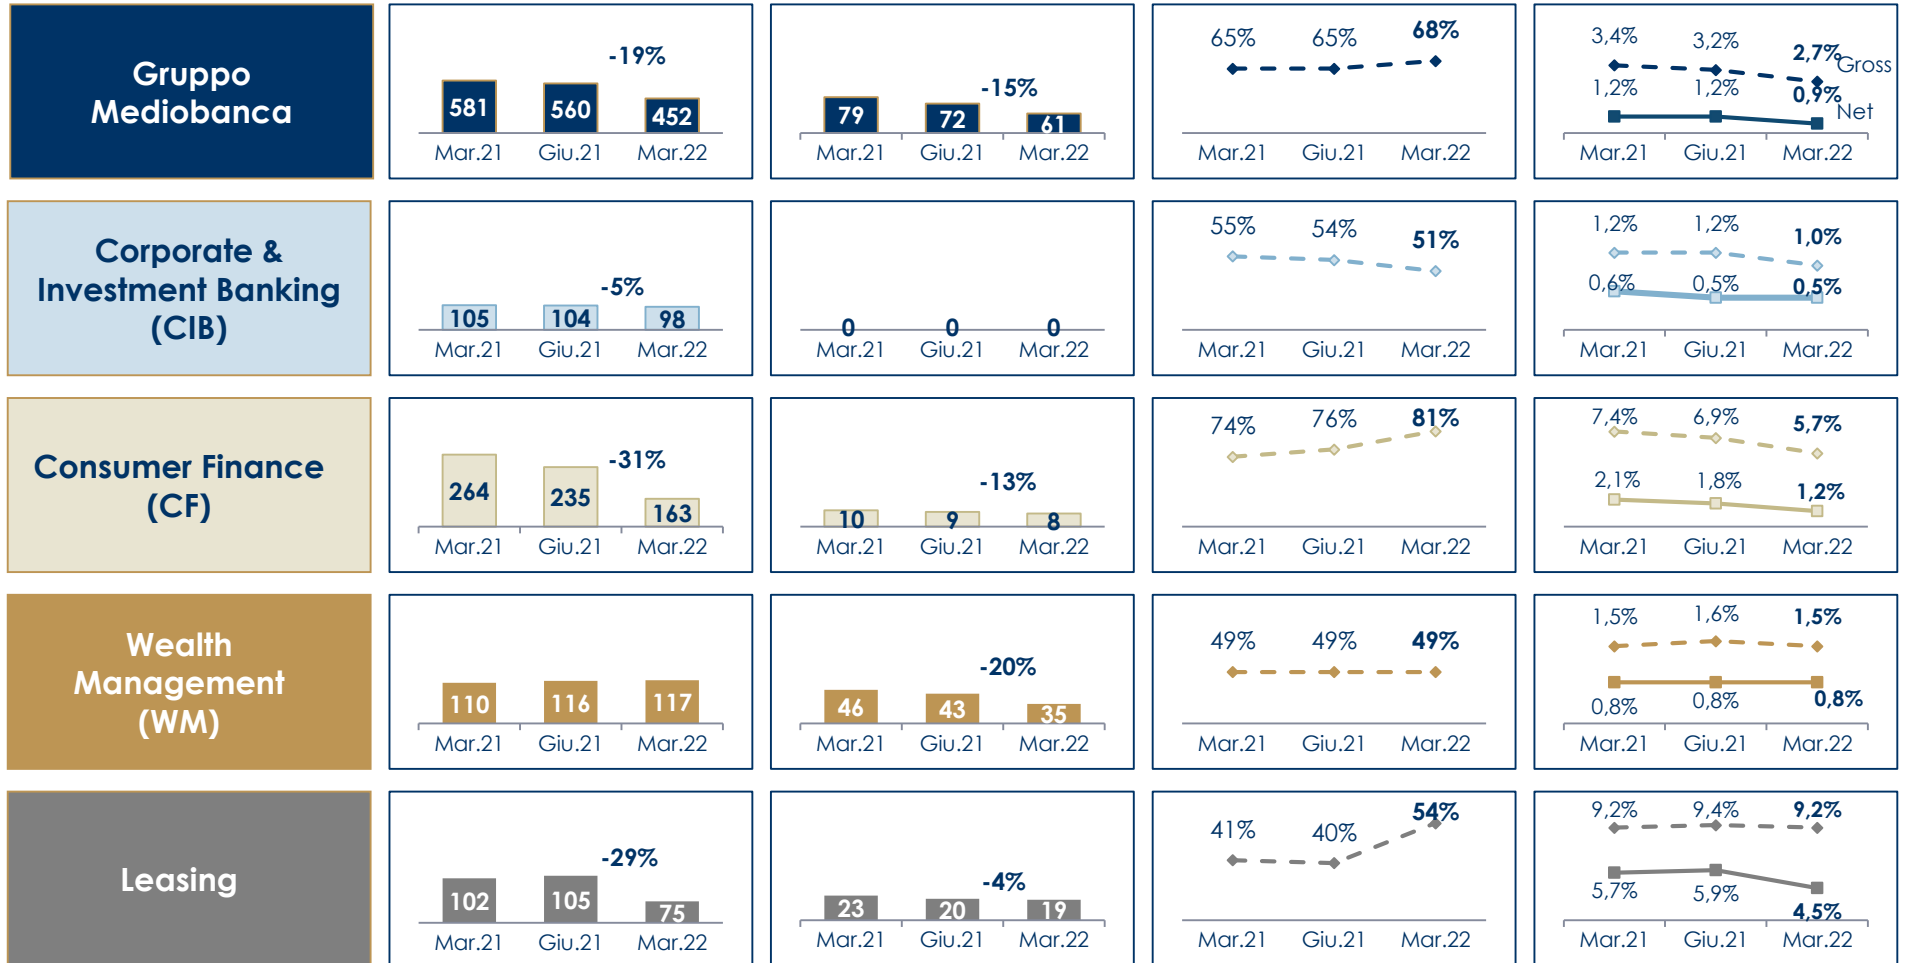 Gruppo
Mediobanca
-19%
581 560 452
Mar.21 Giu.21 Mar.22
-15%
79 72 61
Mar.21 Giu.21 Mar.22
65% 65% 68%
Mar.21 Giu.21 Mar.22
3,4% 3,2% 2,7% Gross
1,2% 1,2% 0,9% Net
Mar.21 Giu.21 Mar.22
Corporate &
Investment Banking
(CIB)
-5%
105 104 98
Mar.21 Giu.21 Mar.22
0 0 0
Mar.21 Giu.21 Mar.22
55% 54% 51%
Mar.21 Giu.21 Mar.22
1,2% 1,2% 1,0%
0,6% 0,5% 0,5%
Mar.21 Giu.21 Mar.22
Consumer Finance
(CF)
-31%
264 235 163
Mar.21 Giu.21 Mar.22
-13%
10 9 8
Mar.21 Giu.21 Mar.22
74% 76% 81%
Mar.21 Giu.21 Mar.22
7,4% 6,9% 5,7%
2,1% 1,8% 1,2%
Mar.21 Giu.21 Mar.22
Wealth
Management
(WM)
110 116 117
Mar.21 Giu.21 Mar.22
-20%
46 43 35
Mar.21 Giu.21 Mar.22
49% 49% 49%
Mar.21 Giu.21 Mar.22
1,5% 1,6% 1,5%
0,8% 0,8% 0,8%
Mar.21 Giu.21 Mar.22
Leasing
-29%
102 105 75
Mar.21 Giu.21 Mar.22
-4%
23 20 19
Mar.21 Giu.21 Mar.22
41% 40% 54%
Mar.21 Giu.21 Mar.22
9,2% 9,4% 9,2%
5,7% 5,9% 4,5%
Mar.21 Giu.21 Mar.22